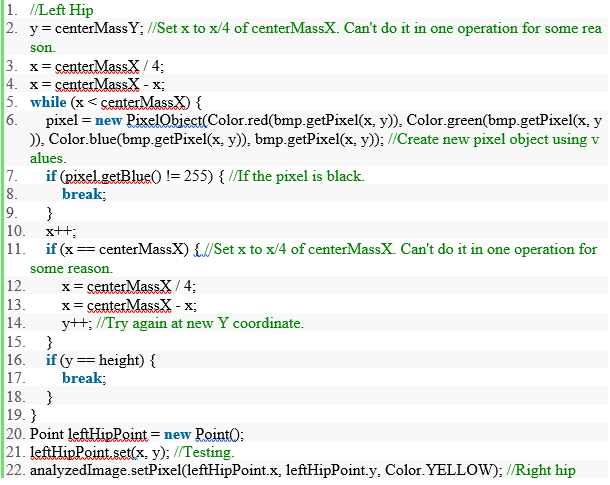 1. //Left Hip
2. y = centerMassY; //Set x to x/4 of centerMassX. Can't do it in one operation for some rea
son.
3. x = centerMassX / 4;
4. x = centerMassX - x;
5. while (x < centerMassX) {
6. pixel = new PixelObject(Color.red(bmp.getPixel(x, y)), Color.green(bmp.getPixel(x, y
)), Color.blue(bmp.getPixel(x, y)), bmp.getPixel(x, y)); //Create new pixel object using v
alues.
7. if (pixel.getBlue() != 255) { //If the pixel is black.
8. break;
9. }
10. x++;
11. if (x == centerMassX) { //Set x to x/4 of centerMassX. Can't do it in one operation for
some reason.
12. x = centerMassX / 4;
13. x = centerMassX - x;
14. y++; //Try again at new Y coordinate.
15. }
16. if (y == height) {
17. break;
18. }
19. }
20. Point leftHipPoint = new Point();
21. leftHipPoint.set(x, y); //Testing.
22. analyzedImage.setPixel(leftHipPoint.x, leftHipPoint.y, Color.YELLOW); //Right hip